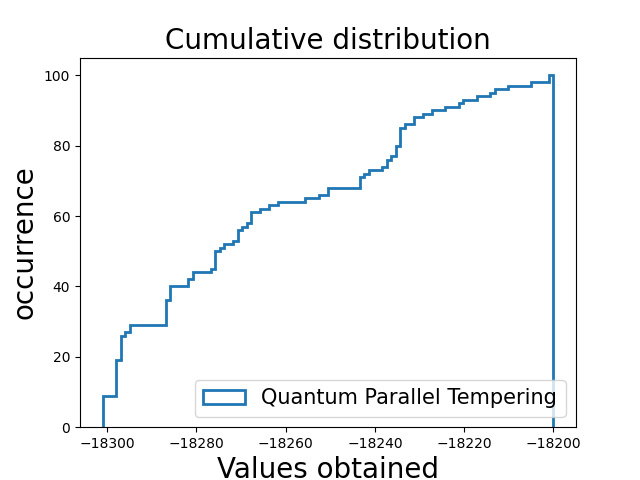 Cumulative distribution
occurrence
100
80
60
40
20
0
Quantum Parallel Tempering
−18300 −18280 −18260 −18240 −18220 −18200
Values obtained